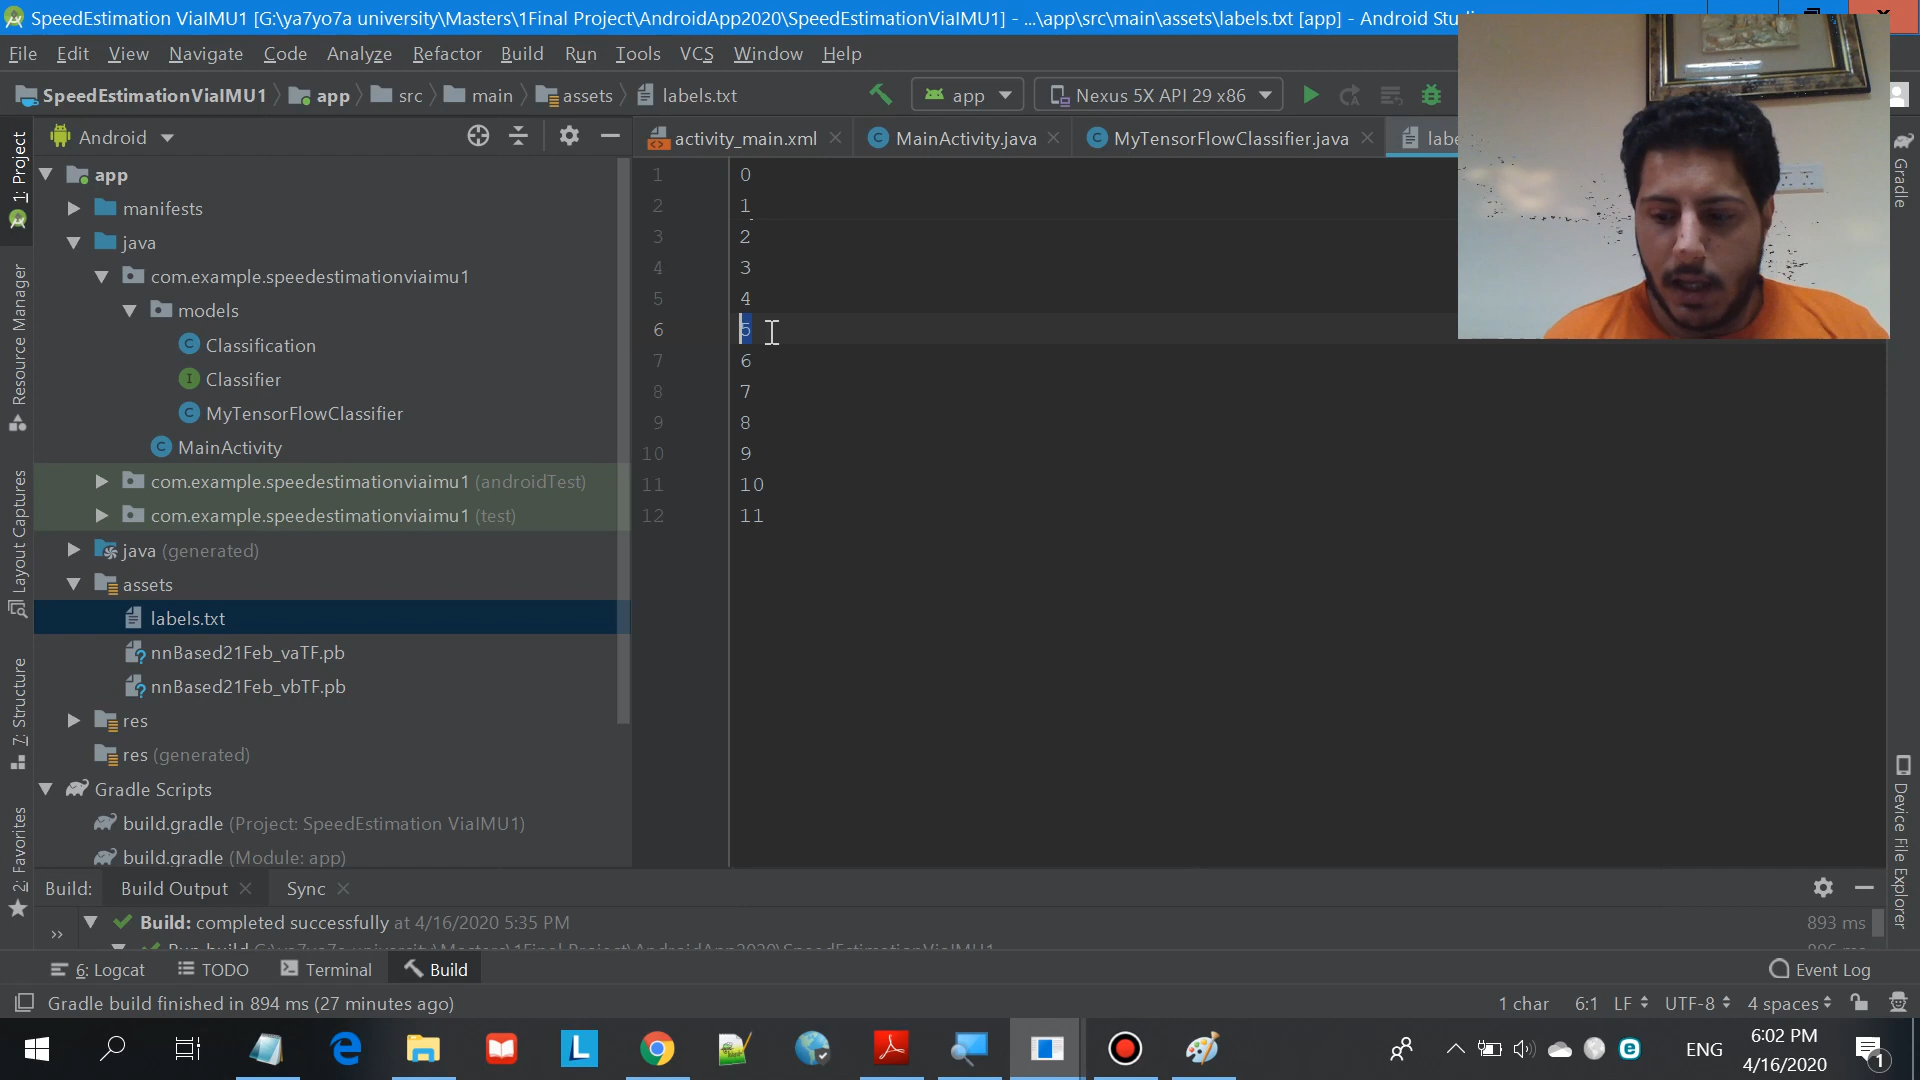 SpeedEstimation ViaIMU1 [G:\ya7yo7a university\Masters\1Final Project\AndroidApp2020\SpeedEstimationViaIMU1] - ...\app\src\main\assets\labels.txt [app] - Android Stu
File Edit View Navigate Code Analyze Refactor Build Run Tools VCS Window Help
SpeedEstimationViaIMU1 app src main assets labels.txt app Nexus 5X API 29 x86
Android
activity_main.xml MainActivity.java MyTensorFlowClassifier.java
1: Project
Resource Manager
Layout Captures
7: Structure
2: Favorites
app
manifests
java
com.example.speedestimationviaimu1
models
Classification
Classifier
MyTensorFlowClassifier
MainActivity
com.example.speedestimationviaimu1 (androidTest)
com.example.speedestimationviaimu1 (test)
java (generated)
assets
labels.txt
nnBased21Feb_vaTF.pb
nnBased21Feb_vbTF.pb
res
res (generated)
Gradle Scripts
build.gradle (Project: SpeedEstimation ViaIMU1)
build.gradle (Module: app)
1 0
2 1
3 2
4 3
5 4
6 5
7 6
8 7
9 8
10 9
11 10
12 11
Gradle
Device File Explorer
Build: Build Output Sync
Build: completed successfully at 4/16/2020 5:35 PM 893 ms
6: Logcat TODO Terminal Build Event Log
Gradle build finished in 894 ms (27 minutes ago) 1 char 6:1 LF UTF-8 4 spaces
ENG
6:02 PM
4/16/2020
1